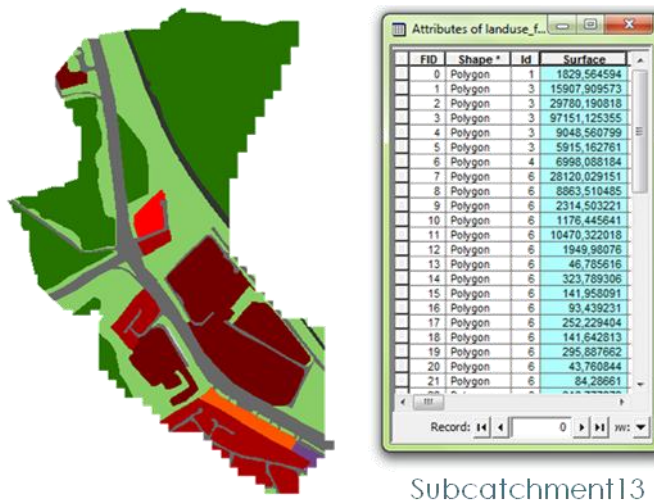 Attributes of landuse_f...
FID Shape * Id Surface
0 Polygon 1 1829,564594
1 Polygon 3 15907,909573
2 Polygon 3 29780,190818
3 Polygon 3 97151,125355
4 Polygon 3 9048,560799
5 Polygon 3 5915,162761
6 Polygon 4 6998,088184
7 Polygon 6 28120,029151
8 Polygon 6 8863,510485
9 Polygon 6 2314,503221
10 Polygon 6 1176,445641
11 Polygon 6 10470,322018
12 Polygon 6 1949,98076
13 Polygon 6 46,785616
14 Polygon 6 323,789306
15 Polygon 6 141,958091
16 Polygon 6 93,439231
17 Polygon 6 252,229404
18 Polygon 6 141,642813
19 Polygon 6 295,887662
20 Polygon 6 43,760844
21 Polygon 6 84,28661
Record: 0
Subcatchment13